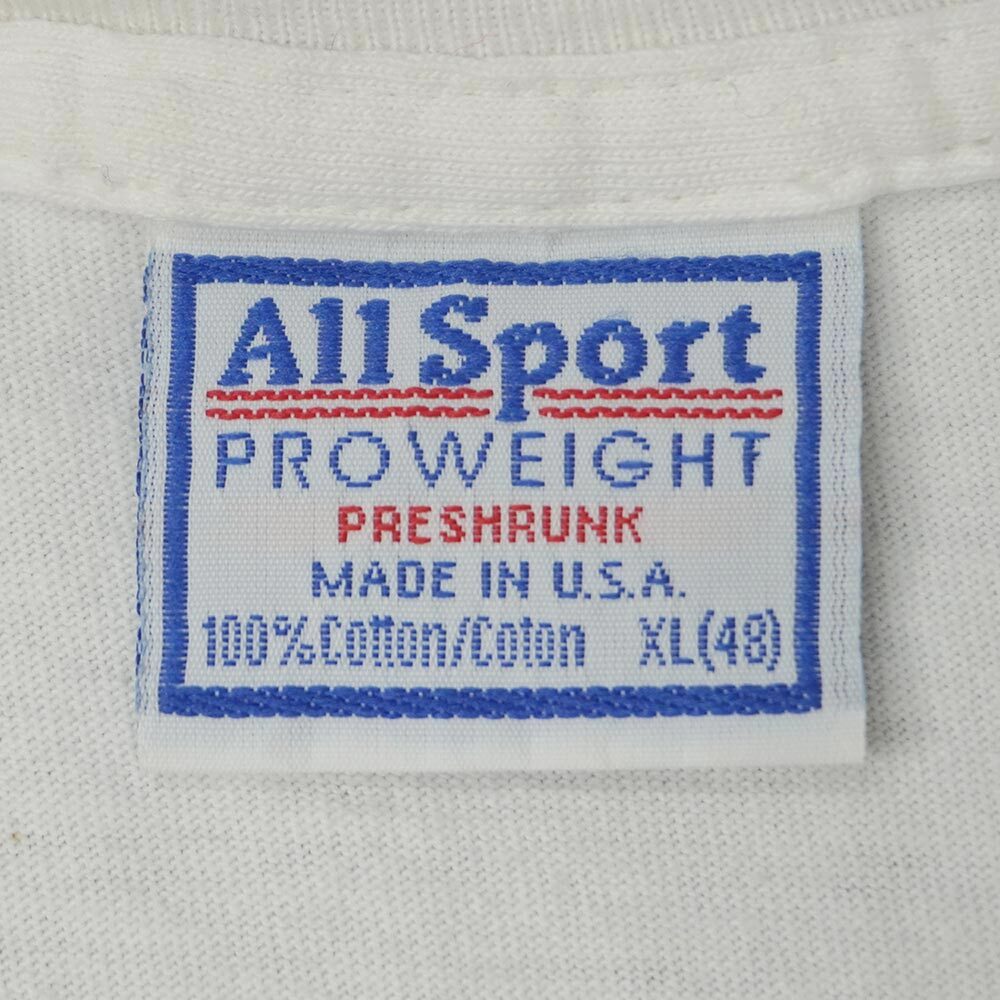 All Sport
PROWEIGHT
PRESHRUNK
MADE IN U.S.A.
100%Cotton/Coton XL(48)